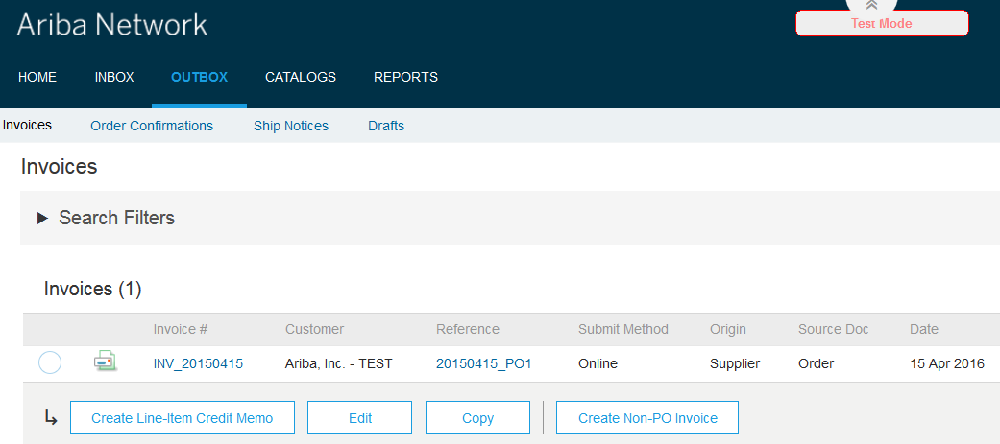 Ariba Network
Test Mode
HOME INBOX OUTBOX CATALOGS REPORTS
Invoices Order Confirmations Ship Notices Drafts
Invoices
Search Filters
Invoices (1)
Invoice # Customer Reference Submit Method Origin Source Doc Date
INV_20150415 Ariba, Inc. - TEST 20150415_PO1 Online Supplier Order 15 Apr 2016
Create Line-Item Credit Memo Edit Copy Create Non-PO Invoice